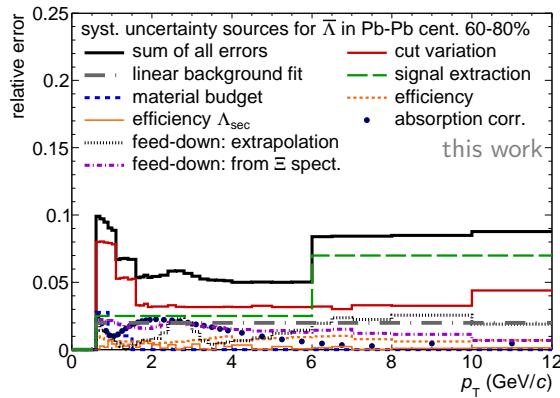 syst. uncertainty sources for Λ̅ in Pb-Pb cent. 60-80%
sum of all errors
cut variation
linear background fit
signal extraction
material budget
efficiency
efficiency Λsec
absorption corr.
feed-down: extrapolation
this work
feed-down: from Ξ spect.
relative error
0.25
0.2
0.15
0.1
0.05
0
0 2 4 6 8 10 12
pT (GeV/c)